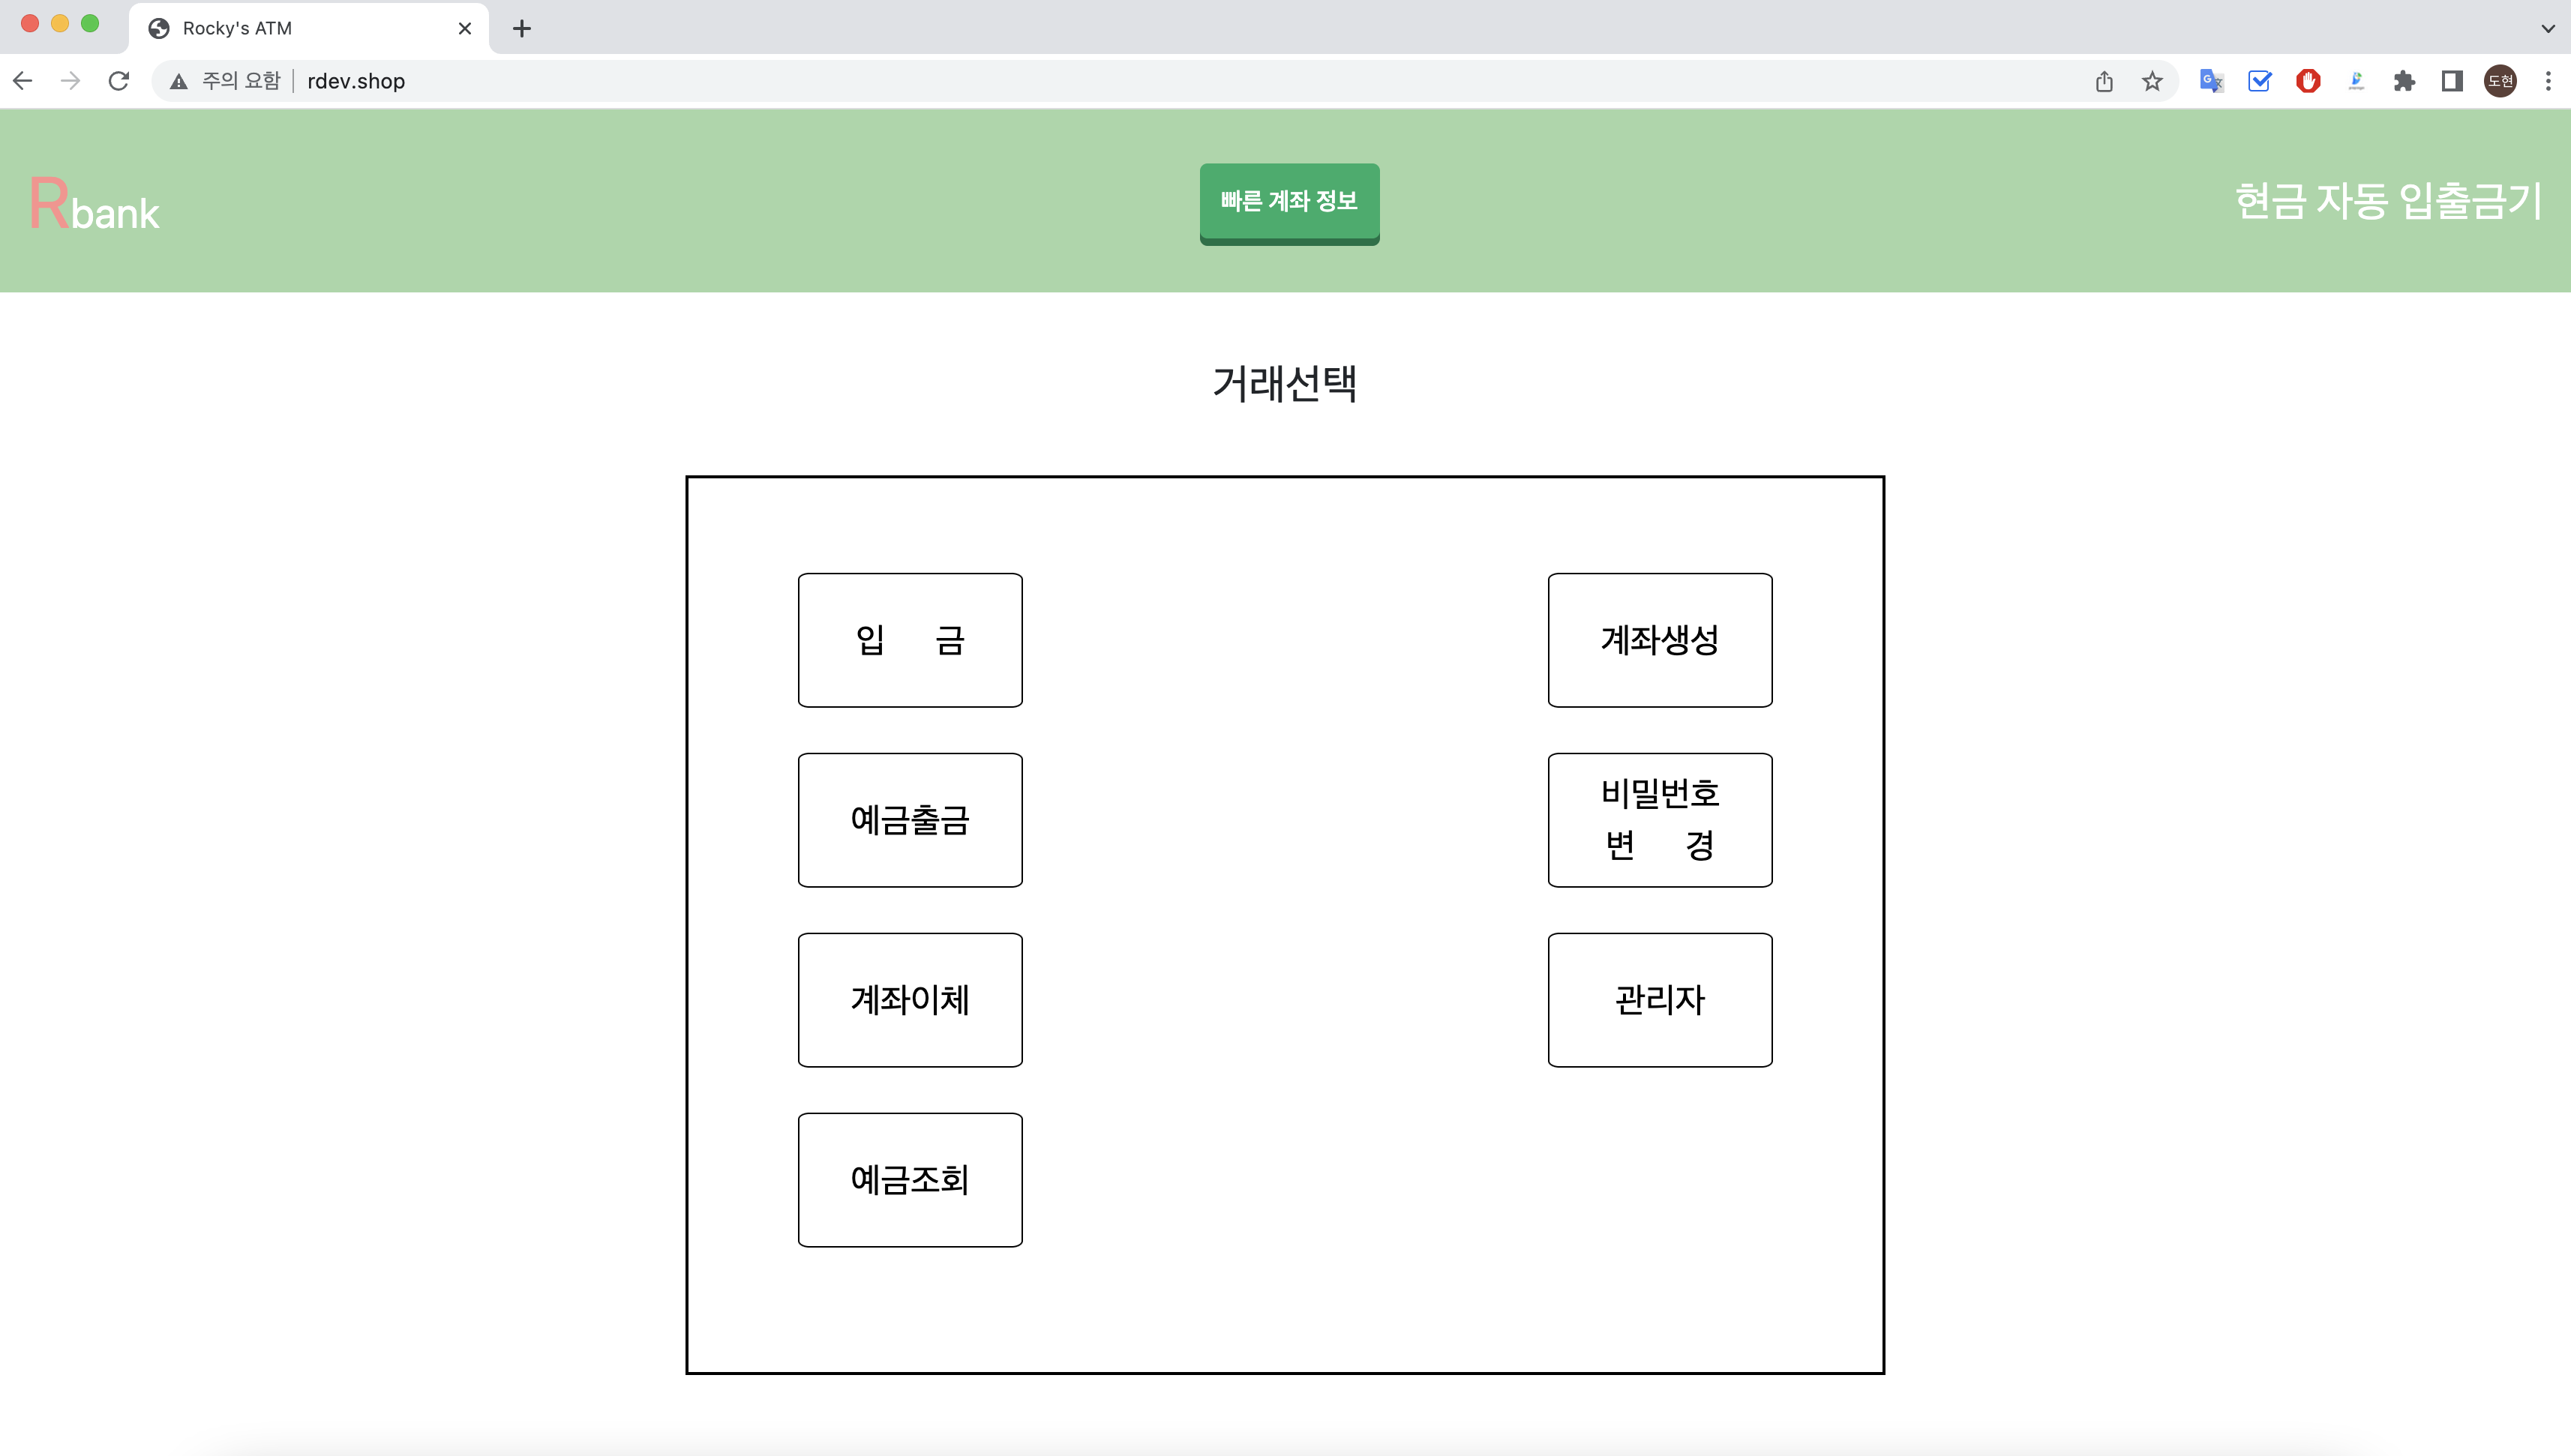 Rocky's ATM
주의 요함 rdev.shop
도현
Rbank
빠른 계좌 정보
현금 자동 입출금기
거래선택
입 금
계좌생성
예금출금
비밀번호
변 경
계좌이체
관리자
예금조회